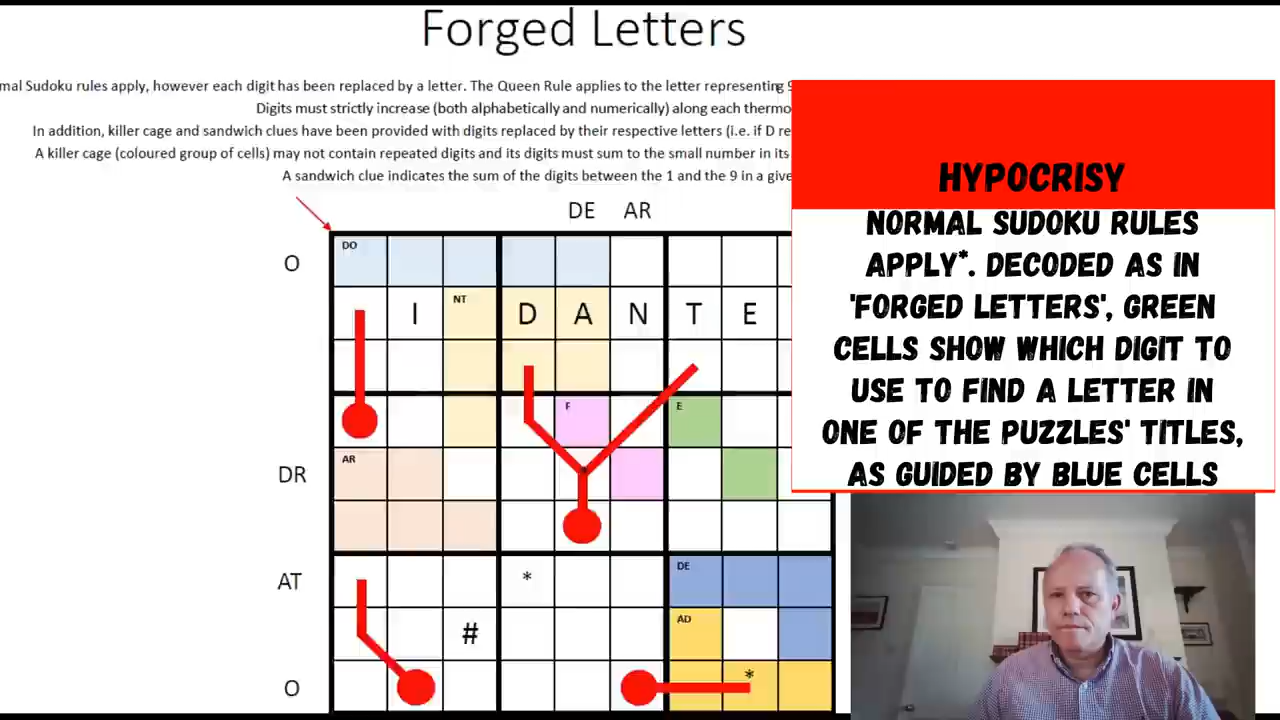 Forged Letters
mal Sudoku rules apply, however each digit has been replaced by a letter. The Queen Rule applies to the letter representing 9
Digits must strictly increase (both alphabetically and numerically) along each thermo
In addition, killer cage and sandwich clues have been provided with digits replaced by their respective letters (i.e. if D re
A killer cage (coloured group of cells) may not contain repeated digits and its digits must sum to the small number in its
A sandwich clue indicates the sum of the digits between the 1 and the 9 in a give
HYPOCRISY
NORMAL SUDOKU RULES
APPLY*. DECODED AS IN
'FORGED LETTERS', GREEN
CELLS SHOW WHICH DIGIT TO
USE TO FIND A LETTER IN
ONE OF THE PUZZLES' TITLES,
AS GUIDED BY BLUE CELLS
DE AR
DO
O
NT
I D A N T E
F E
AR
DR
DE
AT *
AD
#
*
O